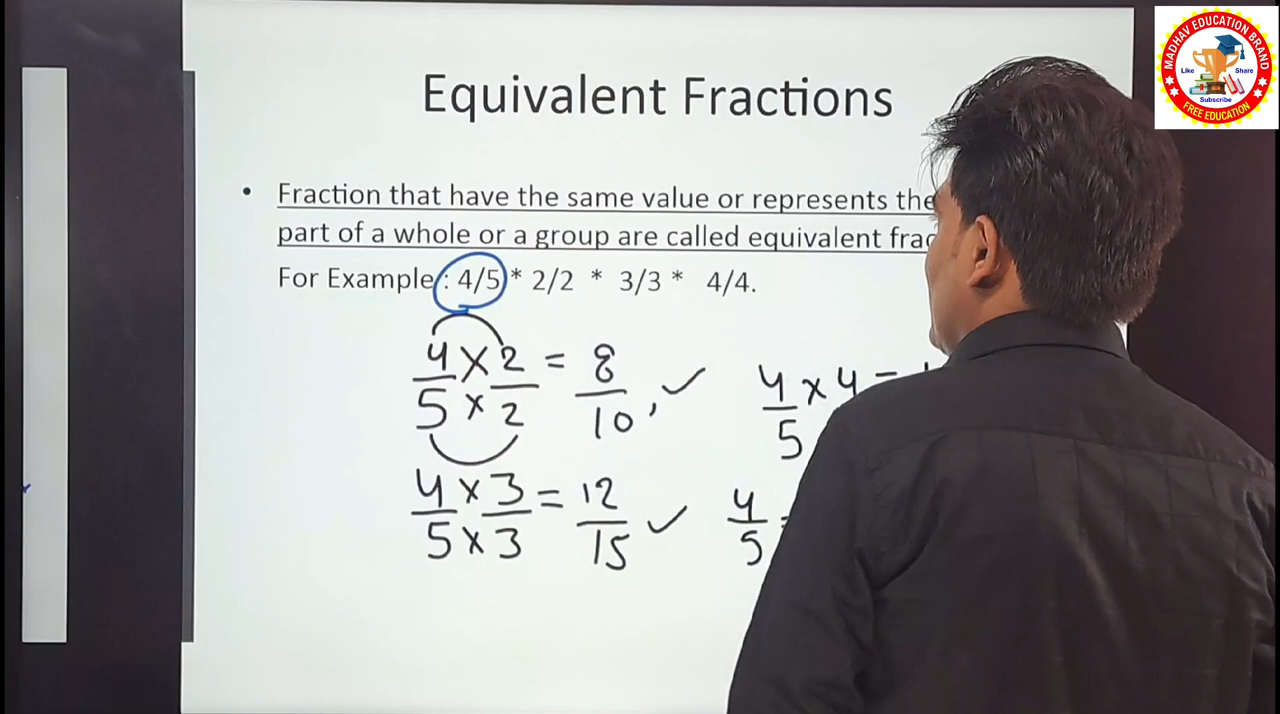 Equivalent Fractions
• Fraction that have the same value or represents the
part of a whole or a group are called equivalent
For Example : 4/5 * 2/2 * 3/3 * 4/4.
4/5 × 2/2 = 8/10,
4/5 × 4 =
4/5 × 3/3 = 12/15
4/5 =
MADHAV EDUCATION BRAND
Like Share
Subscribe
FREE EDUCATION